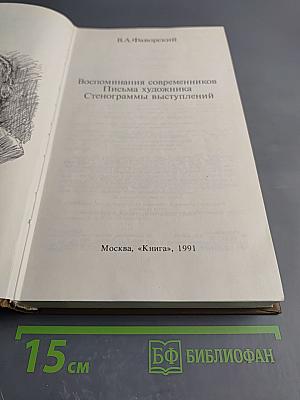 В.А.Фаворский
Воспоминания современников
Письма художника
Стенограммы выступлений
Москва, «Книга», 1991
15 см
БФ БИБЛИОФАН